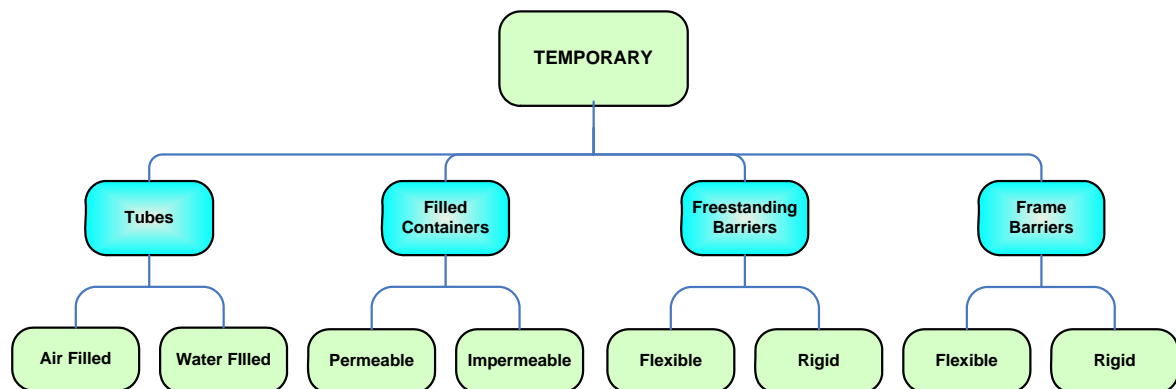 TEMPORARY
Tubes
Filled
Containers
Freestanding
Barriers
Frame
Barriers
Air Filled
Water FIlled
Permeable
Impermeable
Flexible
Rigid
Flexible
Rigid